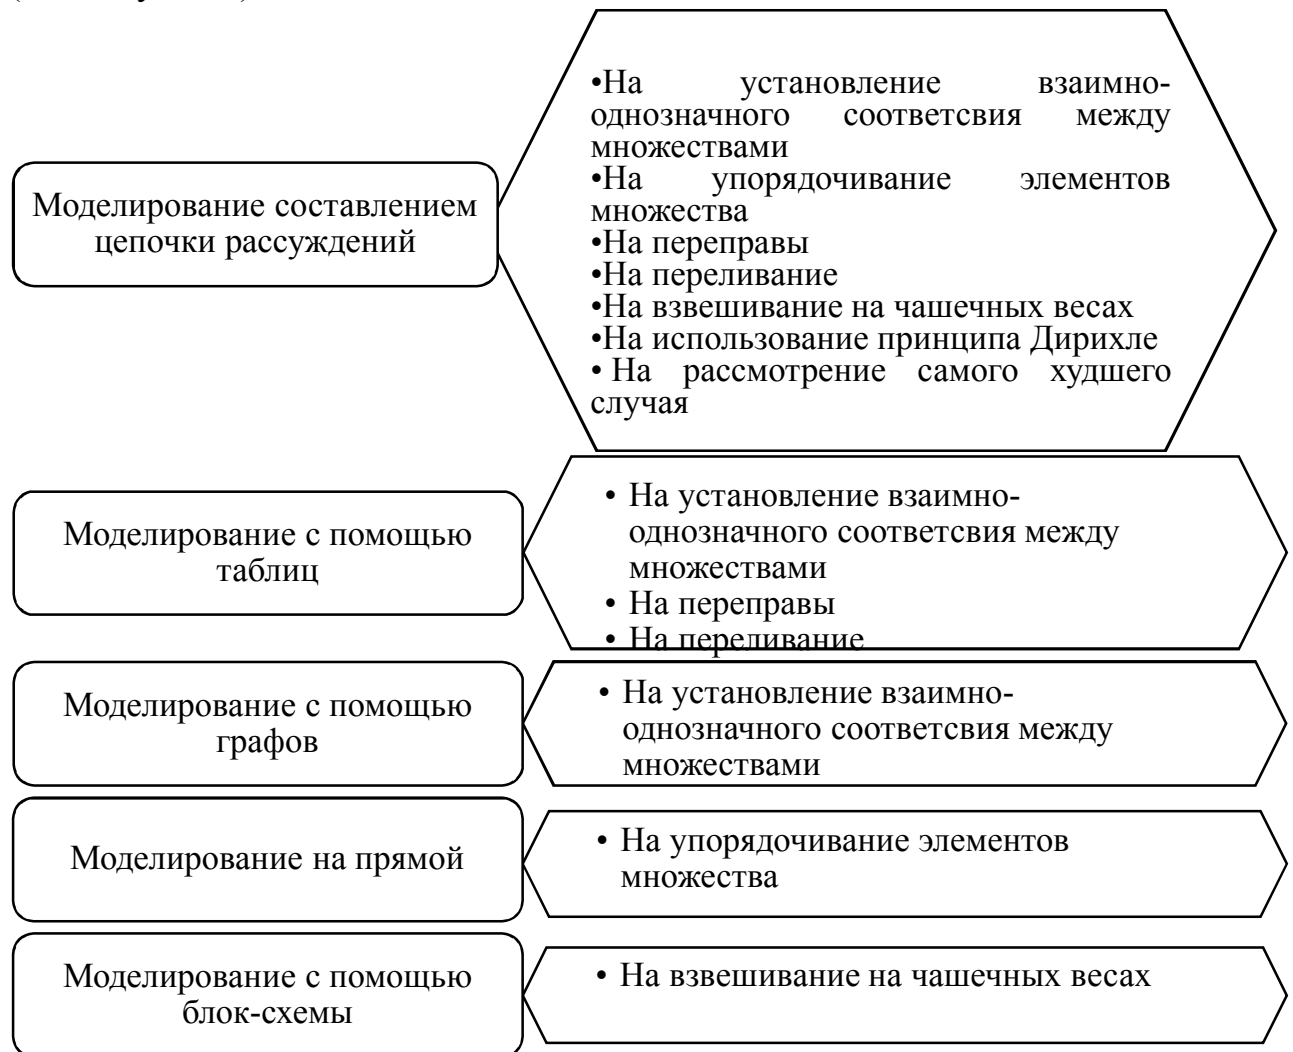 Моделирование составлением
цепочки рассуждений
•На установление взаимно-
однозначного соответсвия между
множествами
•На упорядочивание элементов
множества
•На переправы
•На переливание
•На взвешивание на чашечных весах
•На использование принципа Дирихле
• На рассмотрение самого худшего
случая
Моделирование с помощью
таблиц
• На установление взаимно-
однозначного соответсвия между
множествами
• На переправы
• На переливание
Моделирование с помощью
графов
• На установление взаимно-
однозначного соответсвия между
множествами
Моделирование на прямой
• На упорядочивание элементов
множества
Моделирование с помощью
блок-схемы
• На взвешивание на чашечных весах